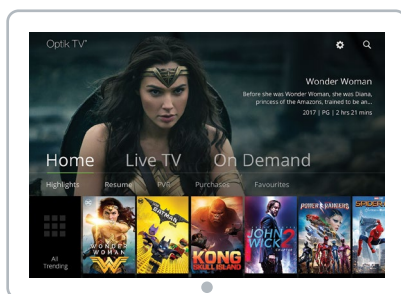 Optik TV™
Wonder Woman
Before she was Wonder Woman, she was Diana,
princess of the Amazons, trained to be an...
2017 | PG | 2 hrs 21 mins
Home Live TV On Demand
Highlights Resume PVR Purchases Favourites
All
Trending
WONDER
WOMAN
BATMAN
KONG
SKULL ISLAND
JOHN
WICK 2
POWER RANGERS
SPIDER